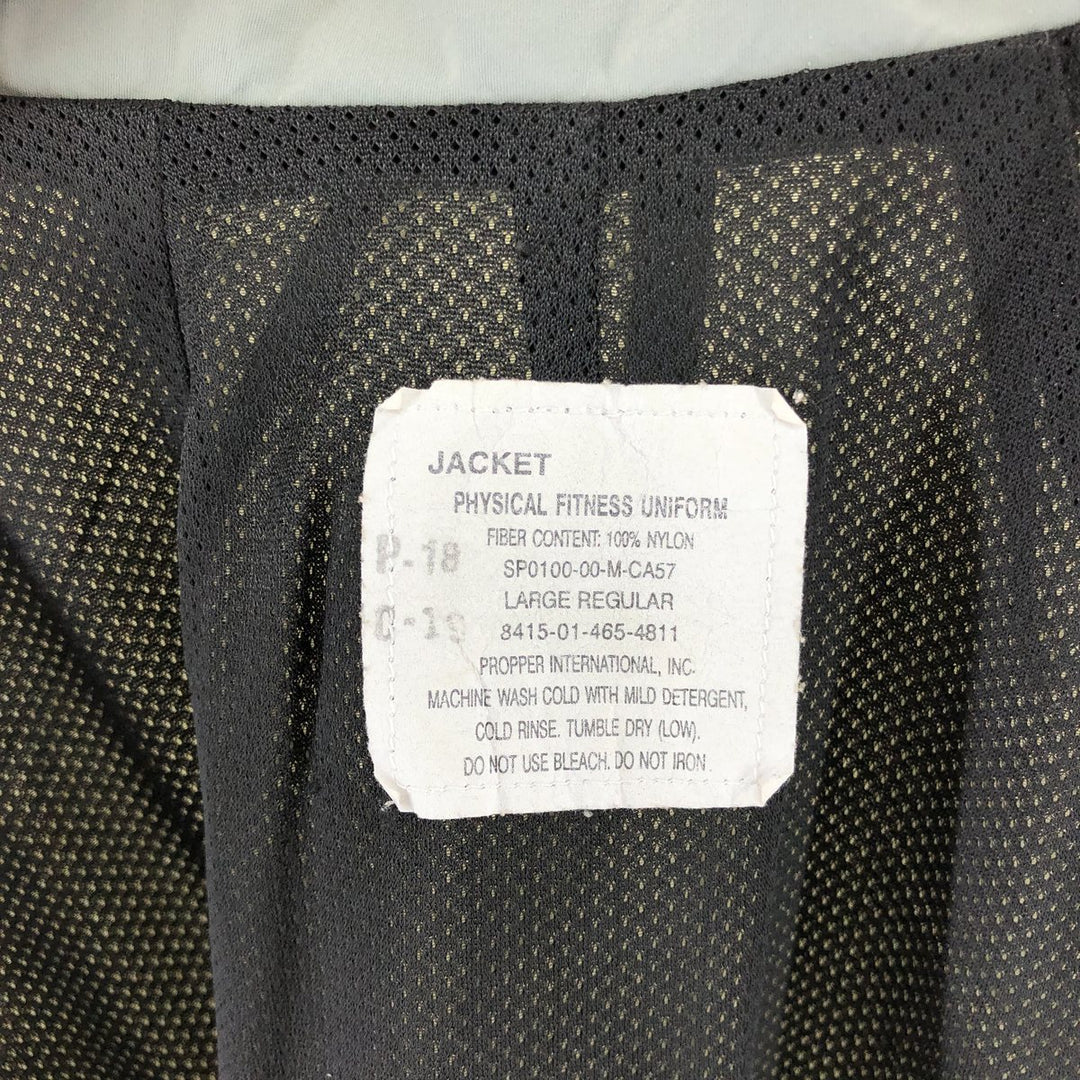 JACKET
PHYSICAL FITNESS UNIFORM
FIBER CONTENT: 100% NYLON
SP0100-00-M-CA57
LARGE REGULAR
8415-01-465-4811
PROPPER INTERNATIONAL, INC.
MACHINE WASH COLD WITH MILD DETERGENT,
COLD RINSE. TUMBLE DRY (LOW).
DO NOT USE BLEACH. DO NOT IRON.